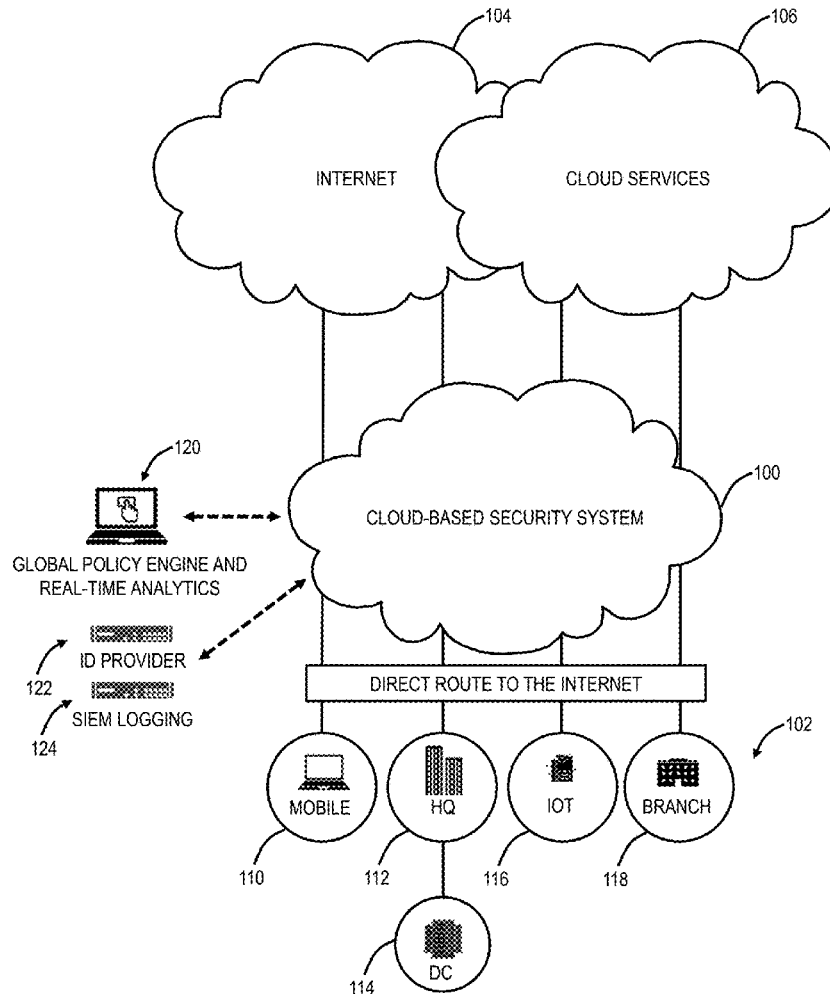 104
106
INTERNET
CLOUD SERVICES
120
100
CLOUD-BASED SECURITY SYSTEM
GLOBAL POLICY ENGINE AND
REAL-TIME ANALYTICS
122
ID PROVIDER
DIRECT ROUTE TO THE INTERNET
124
SIEM LOGGING
102
MOBILE
HQ
IOT
BRANCH
110
112
116
118
DC
114